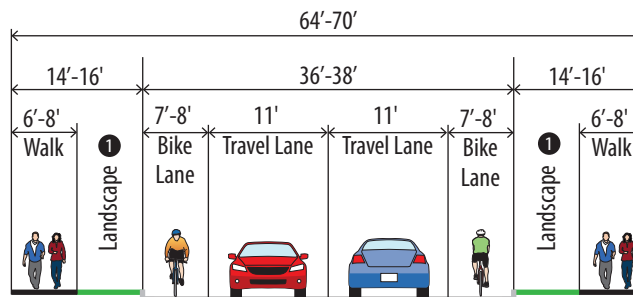 64’-70’
14’-16'
36’-38’
14’-16'
6’-8'
7’-8'
11'
11'
7’-8'
6’-8'
Walk
1
Landscape
Bike
Lane
Travel Lane
Travel Lane
Bike
Lane
1
Landscape
Walk